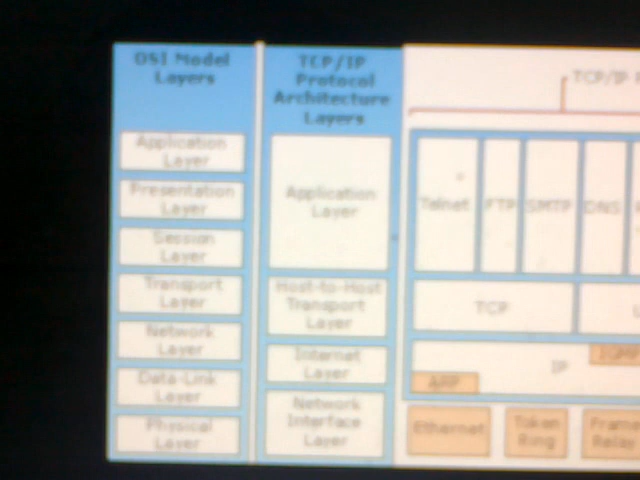 OSI Model
Layers
Application
Layer
Presentation
Layer
Session
Layer
Transport
Layer
Network
Layer
Data-Link
Layer
Physical
Layer
TCP/IP
Protocol
Architecture
Layers
Application
Layer
Host-to-Host
Transport
Layer
Internet
Layer
Network
Interface
Layer
TCP/IP
Telnet
FTP
SMTP
DNS
TCP
IP
ARP
Ethernet
Token
Ring
Frame
Relay